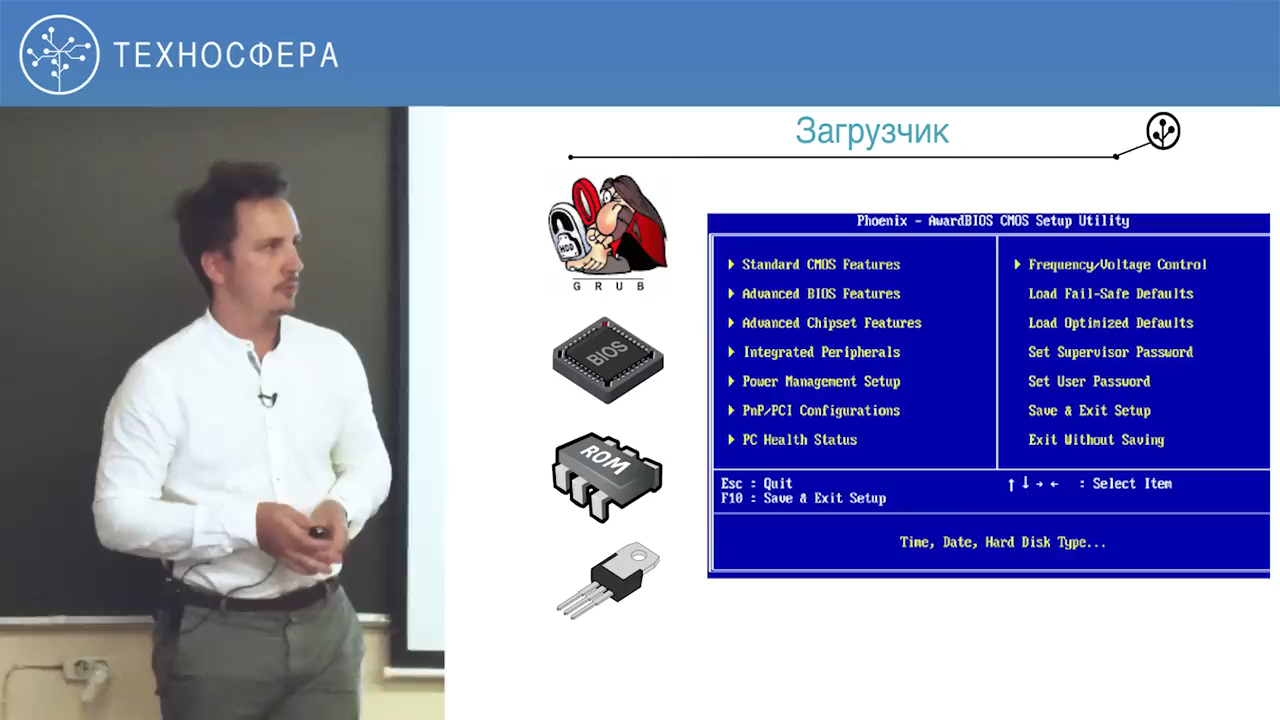 ТЕХНОСФЕРА
Загрузчик
HDD
G R U B
BIOS
ROM
Phoenix - AwardBIOS CMOS Setup Utility
Standard CMOS Features
Advanced BIOS Features
Advanced Chipset Features
Integrated Peripherals
Power Management Setup
PnP/PCI Configurations
PC Health Status
Frequency/Voltage Control
Load Fail-Safe Defaults
Load Optimized Defaults
Set Supervisor Password
Set User Password
Save & Exit Setup
Exit Without Saving
Esc : Quit
F10 : Save & Exit Setup
↑ ↓ → ← : Select Item
Time, Date, Hard Disk Type...